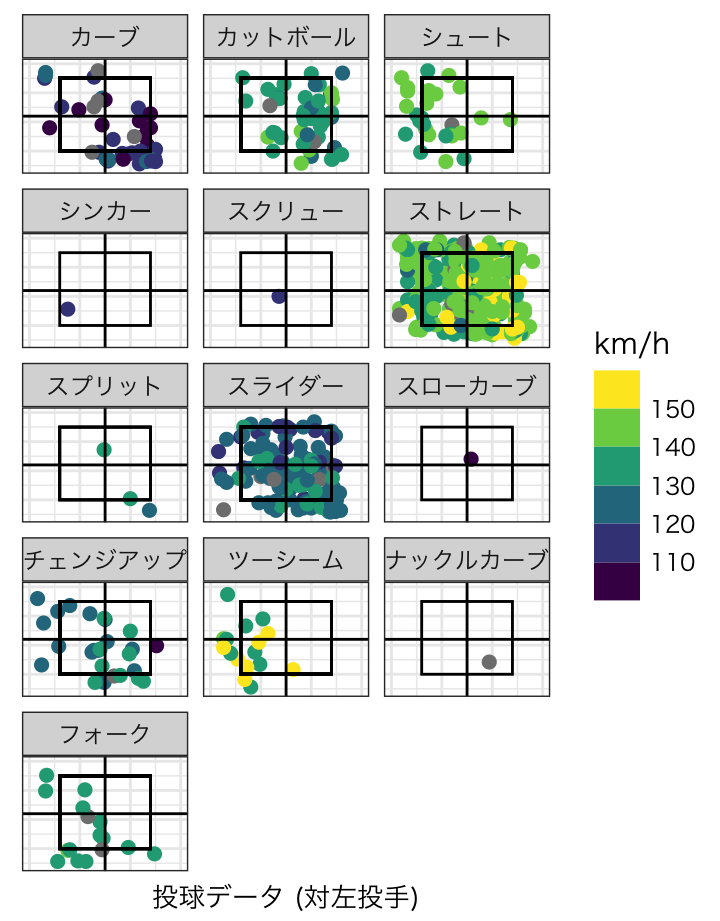 カーブ
カットボール
シュート
シンカー
スクリュー
ストレート
スプリット
スライダー
スローカーブ
チェンジアップ
ツーシーム
ナックルカーブ
フォーク
km/h
150
140
130
120
110
投球データ (対左投手)